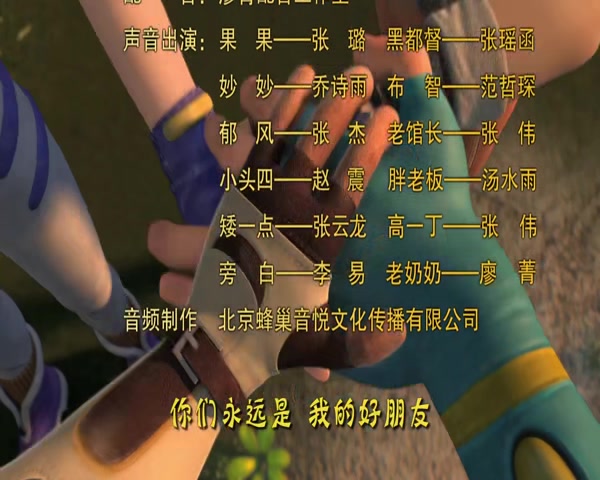 声音出演：果 果——张 璐 黑都督——张瑶函
妙 妙——乔诗雨 布 智——范哲琛
郁 风——张 杰 老馆长——张 伟
小头四——赵 震 胖老板——汤水雨
矮一点——张云龙 高一丁——张 伟
旁 白——李 易 老奶奶——廖 菁
音频制作 北京蜂巢音悦文化传播有限公司
你们永远是 我的好朋友